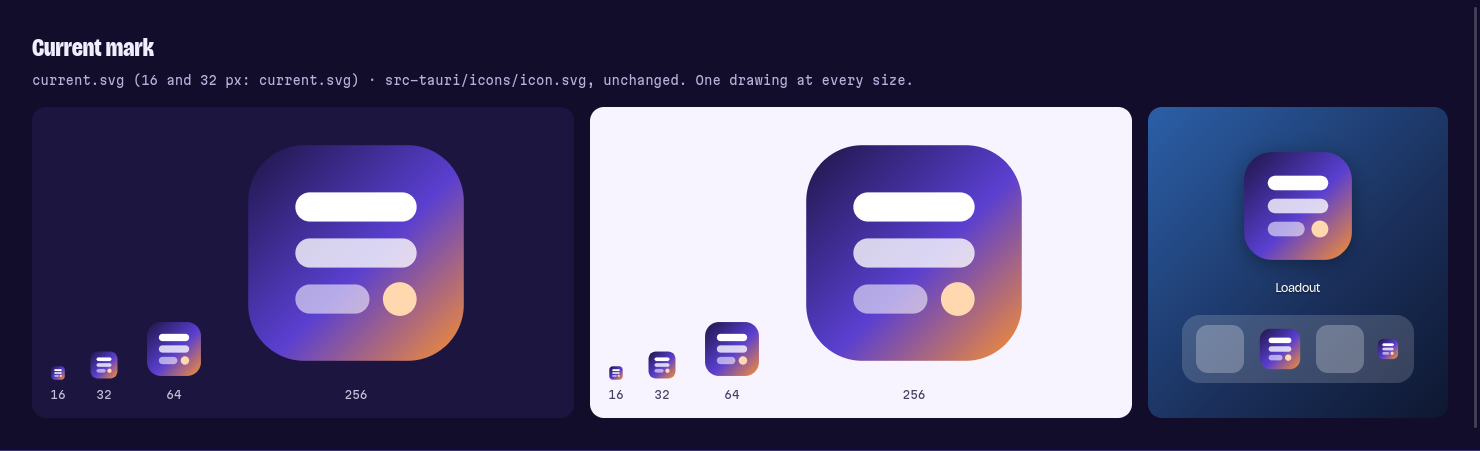 Current mark
current.svg (16 and 32 px: current.svg) · src-tauri/icons/icon.svg, unchanged. One drawing at every size.
16 32 64 256
16 32 64 256
Loadout